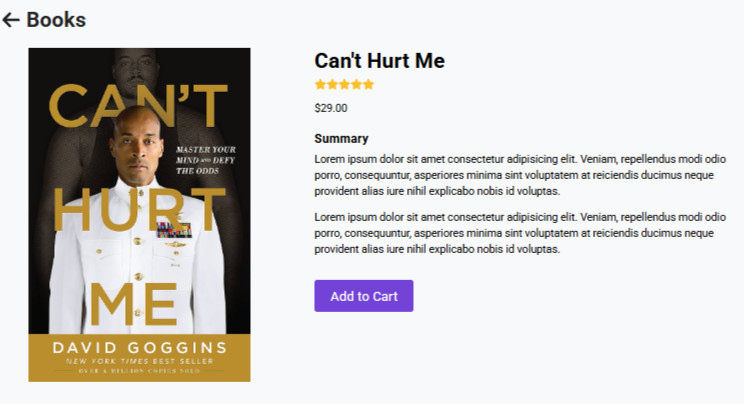 Books
CAN'T
MASTER YOUR
MIND AND DEFY
THE ODDS
HURT
ME
DAVID GOGGINS
NEW YORK TIMES BEST SELLER
OVER A MILLION COPIES SOLD
Can't Hurt Me
$29.00
Summary
Lorem ipsum dolor sit amet consectetur adipisicing elit. Veniam, repellendus modi odio
porro, consequuntur, asperiores minima sint voluptatem at reiciendis ducimus neque
provident alias iure nihil explicabo nobis id voluptas.
Lorem ipsum dolor sit amet consectetur adipisicing elit. Veniam, repellendus modi odio
porro, consequuntur, asperiores minima sint voluptatem at reiciendis ducimus neque
provident alias iure nihil explicabo nobis id voluptas.
Add to Cart